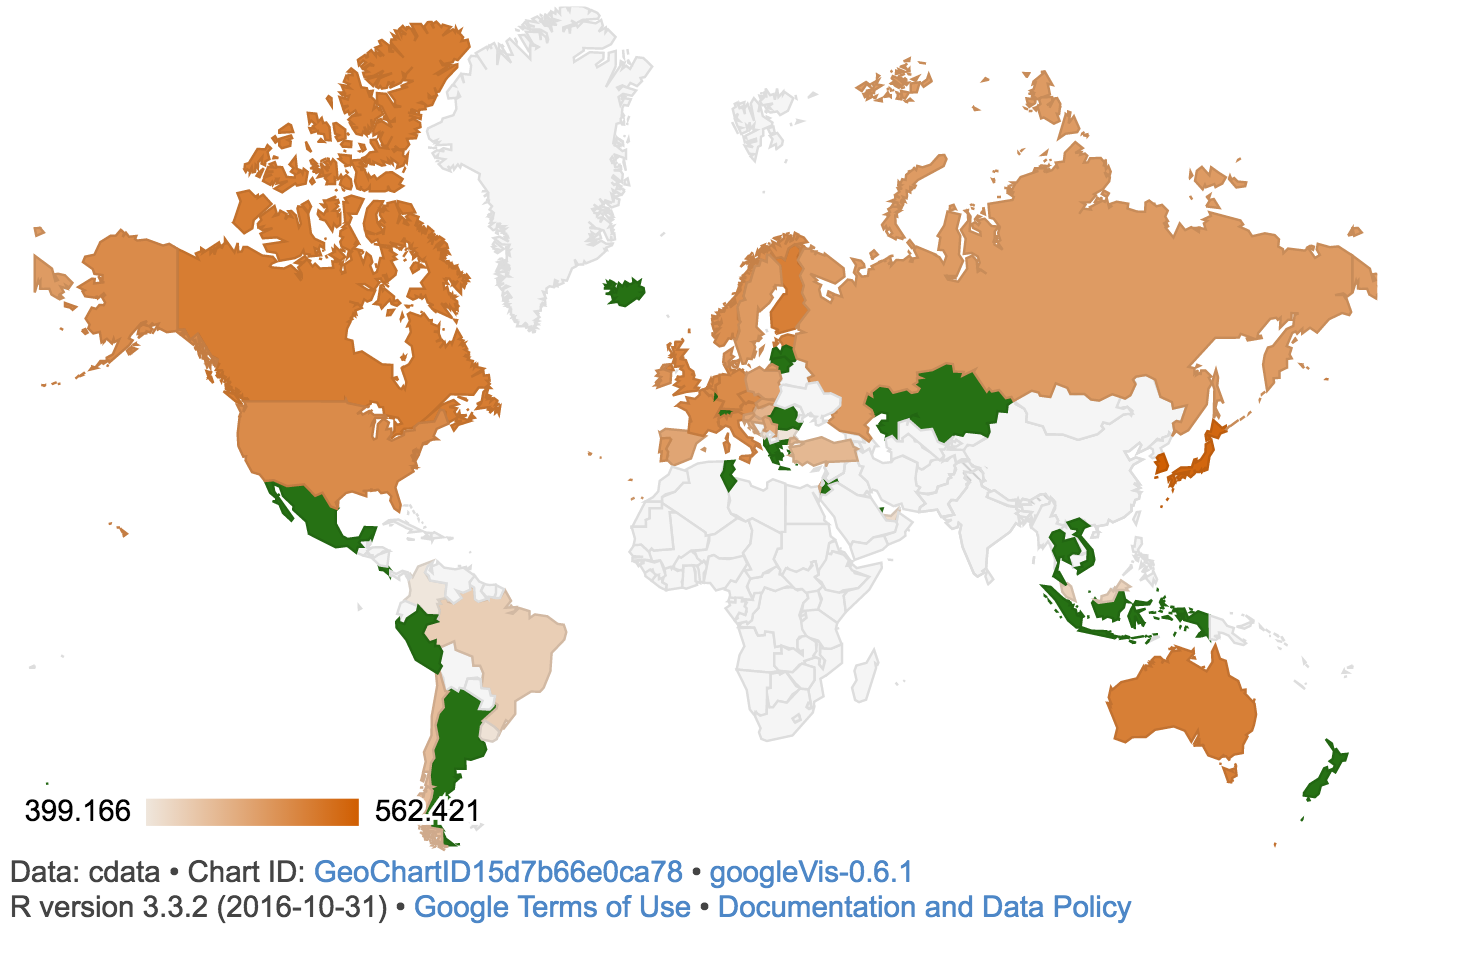 399.166 562.421
Data: cdata • Chart ID: GeoChartID15d7b66e0ca78 • googleVis-0.6.1
R version 3.3.2 (2016-10-31) • Google Terms of Use • Documentation and Data Policy